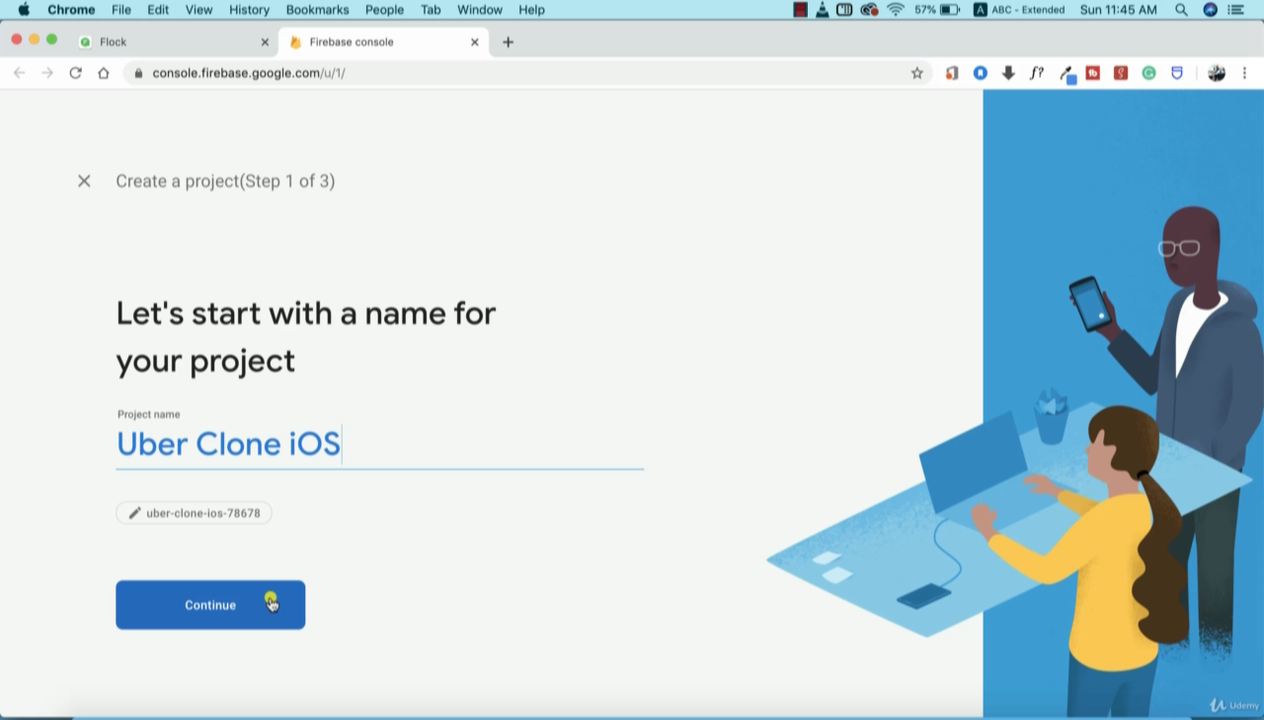 Chrome File Edit View History Bookmarks People Tab Window Help 57% A ABC - Extended Sun 11:45 AM
Flock Firebase console
console.firebase.google.com/u/1/ f?
Create a project(Step 1 of 3)
Let's start with a name for
your project
Project name
Uber Clone iOS
uber-clone-ios-78678
Continue
Udemy